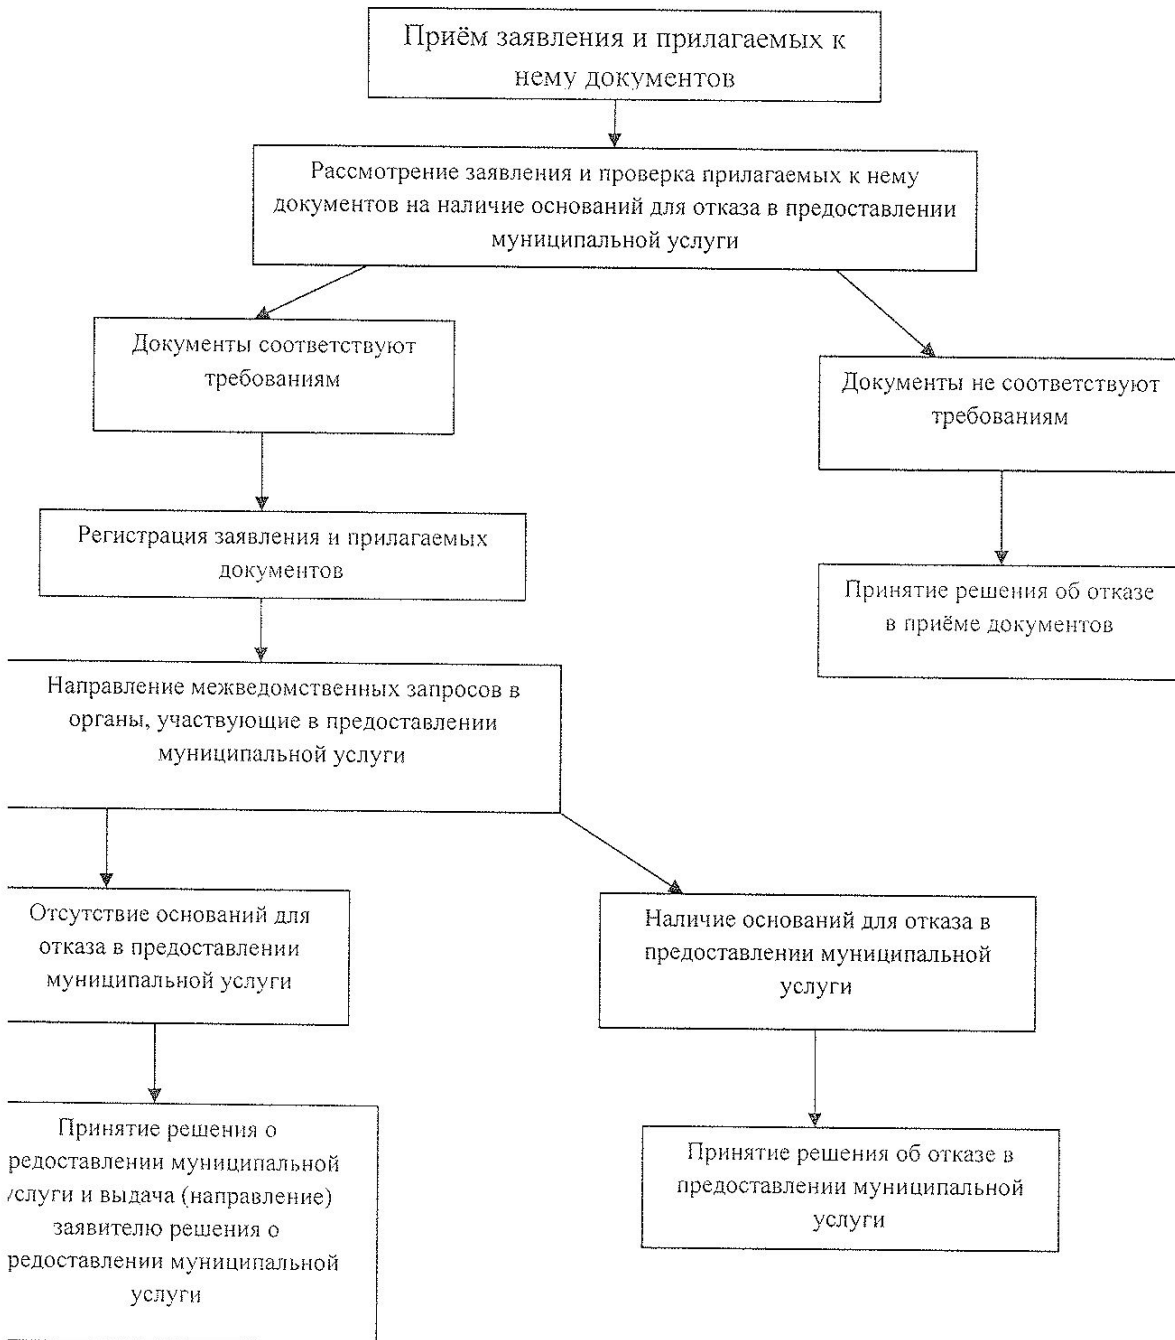 Приём заявления и прилагаемых к
нему документов
Рассмотрение заявления и проверка прилагаемых к нему
документов на наличие оснований для отказа в предоставлении
муниципальной услуги
Документы соответствуют
требованиям
Документы не соответствуют
требованиям
Регистрация заявления и прилагаемых
документов
Принятие решения об отказе
в приёме документов
Направление межведомственных запросов в
органы, участвующие в предоставлении
муниципальной услуги
Отсутствие оснований для
отказа в предоставлении
муниципальной услуги
Наличие оснований для отказа в
предоставлении муниципальной
услуги
Принятие решения о
редоставлении муниципальной
услуги и выдача (направление)
заявителю решения о
редоставлении муниципальной
услуги
Принятие решения об отказе в
предоставлении муниципальной
услуги